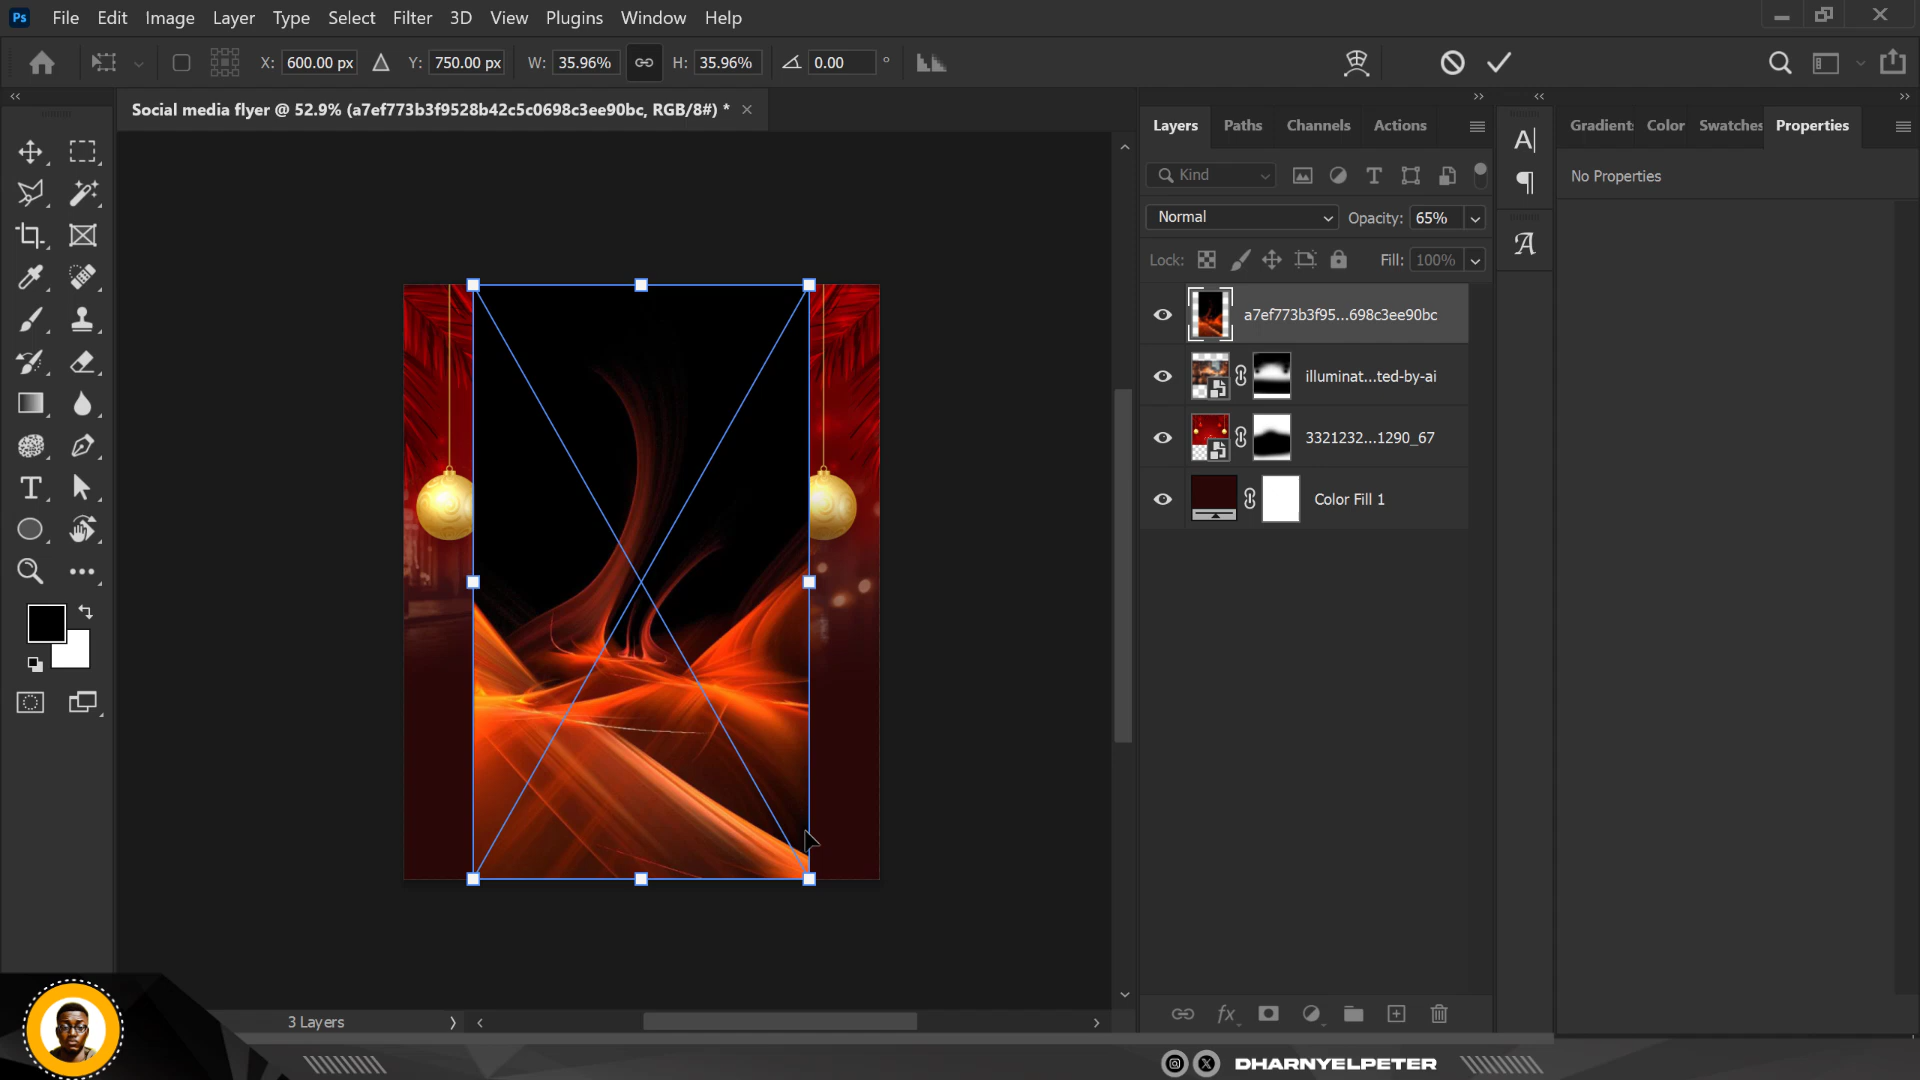 Ps File Edit Image Layer Type Select Filter 3D View Plugins Window Help
X: 600.00 px Y: 750.00 px W: 35.96% H: 35.96% 0.00 °
Social media flyer @ 52.9% (a7ef773b3f9528b42c5c0698c3ee90bc, RGB/8#) *
Layers Paths Channels Actions
Gradients Color Swatches Properties
Kind
No Properties
Normal Opacity: 65%
Lock: Fill: 100%
a7ef773b3f95...698c3ee90bc
illuminat...ted-by-ai
3321232...1290_67
Color Fill 1
3 Layers
DHARNYELPETER